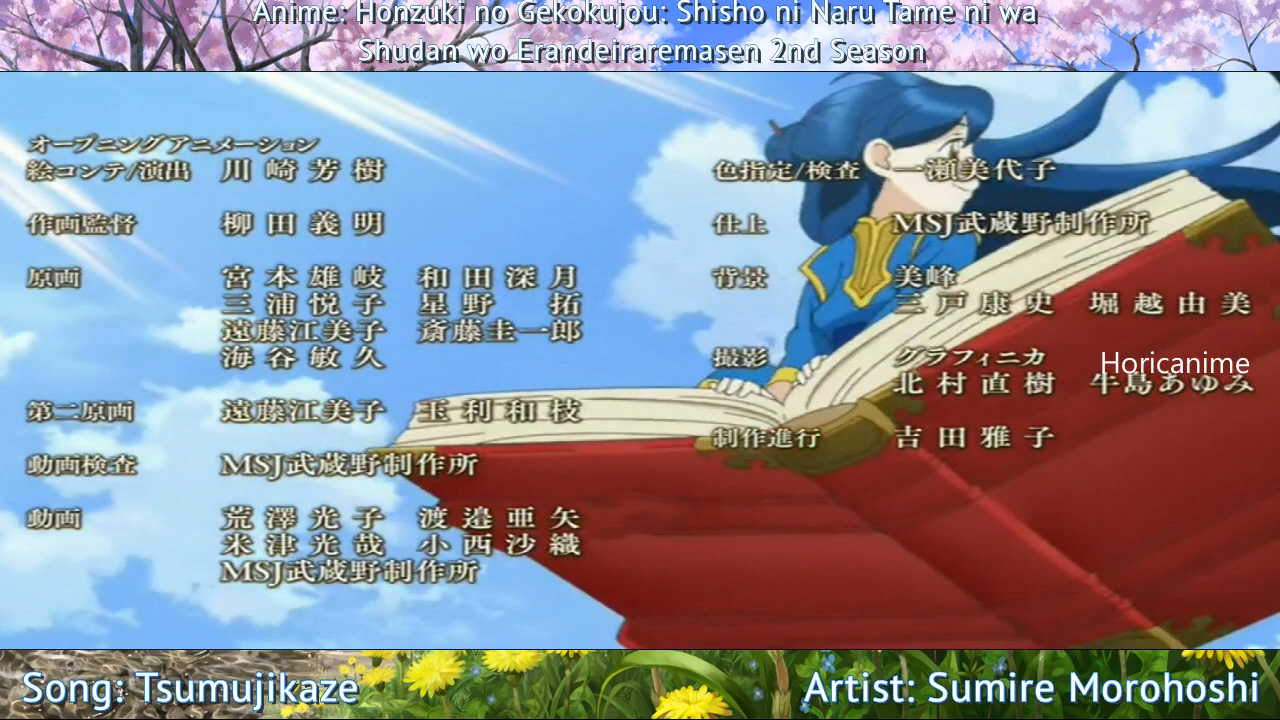 Anime: Honzuki no Gekokujou: Shisho ni Naru Tame ni wa
Shudan wo Erandeiraremasen 2nd Season
オープニングアニメーション
絵コンテ/演出 川崎芳樹
作画監督 柳田義明
原画 宮本雄岐 和田深月
三浦悦子 星野 拓
遠藤江美子 斎藤圭一郎
海谷敏久
第二原画 遠藤江美子 玉利和枝
動画検査 MSJ武蔵野制作所
動画 荒澤光子 渡邉亜矢
米津光哉 小西沙織
MSJ武蔵野制作所
色指定/検査 一瀬美代子
仕上 MSJ武蔵野制作所
背景 美峰
三戸康史 堀越由美
撮影 グラフィニカ
Horicanime
北村直樹 牛島あゆみ
制作進行 吉田雅子
Song: Tsumujikaze
Artist: Sumire Morohoshi